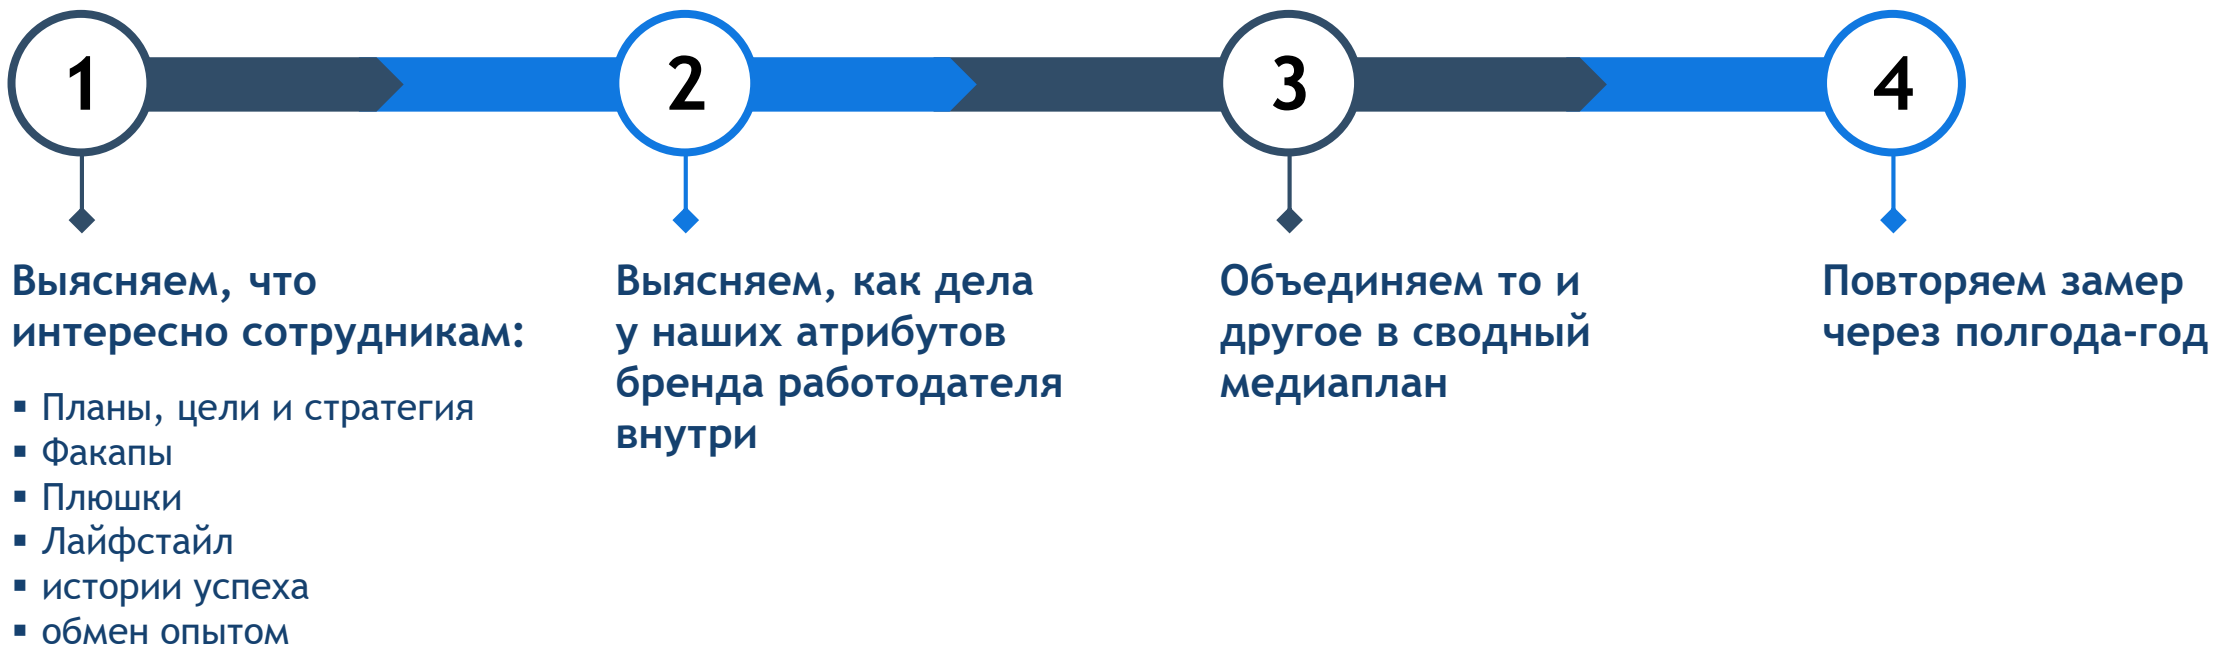 1
2
3
4
Выясняем, что
интересно сотрудникам:
▪ Планы, цели и стратегия
▪ Факапы
▪ Плюшки
▪ Лайфстайл
▪ истории успеха
▪ обмен опытом
Выясняем, как дела
у наших атрибутов
бренда работодателя
внутри
Объединяем то и
другое в сводный
медиаплан
Повторяем замер
через полгода-год